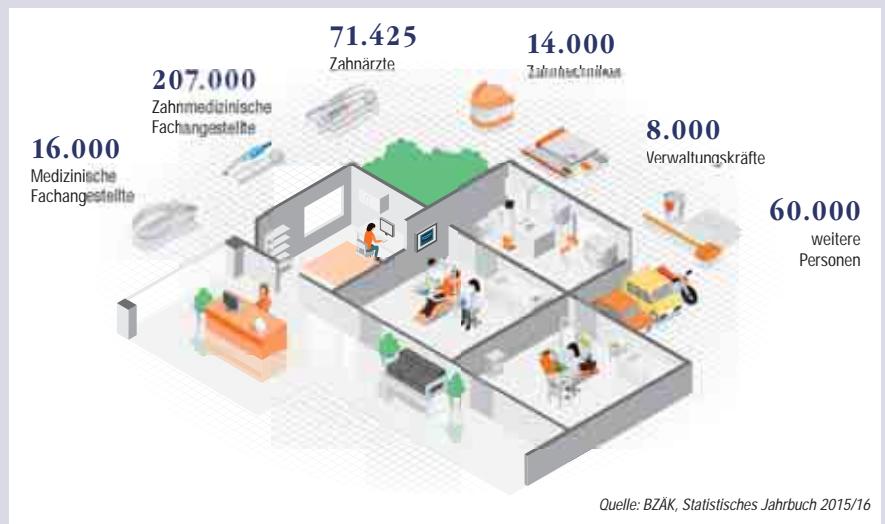 71.425
Zahnärzte
14.000
Zahntechniker
207.000
Zahnmedizinische
Fachangestellte
8.000
Verwaltungskräfte
16.000
Medizinische
Fachangestellte
60.000
weitere
Personen
Quelle: BZÄK, Statistisches Jahrbuch 2015/16